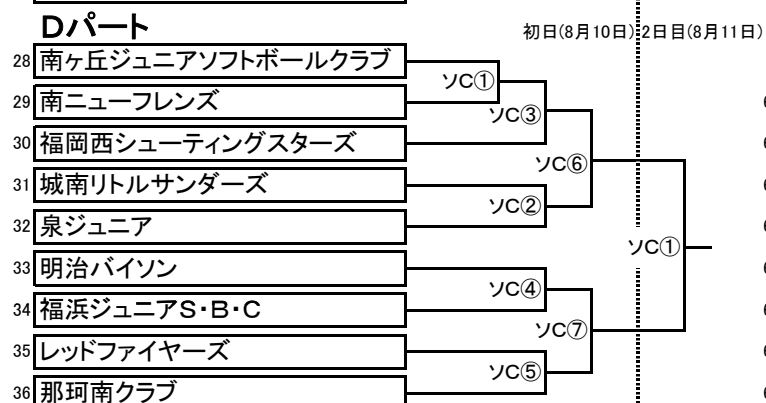 Dパート
初日(8月10日) 2日目(8月11日)
28 南ヶ丘ジュニアソフトボールクラブ
ソC①
29 南ニューフレンズ
ソC③
30 福岡西シューティングスターズ
ソC⑥
31 城南リトルサンダーズ
ソC②
32 泉ジュニア
ソC①
33 明治バイソン
ソC④
34 福浜ジュニアS・B・C
ソC⑦
35 レッドファイヤーズ
ソC⑤
36 那珂南クラブ